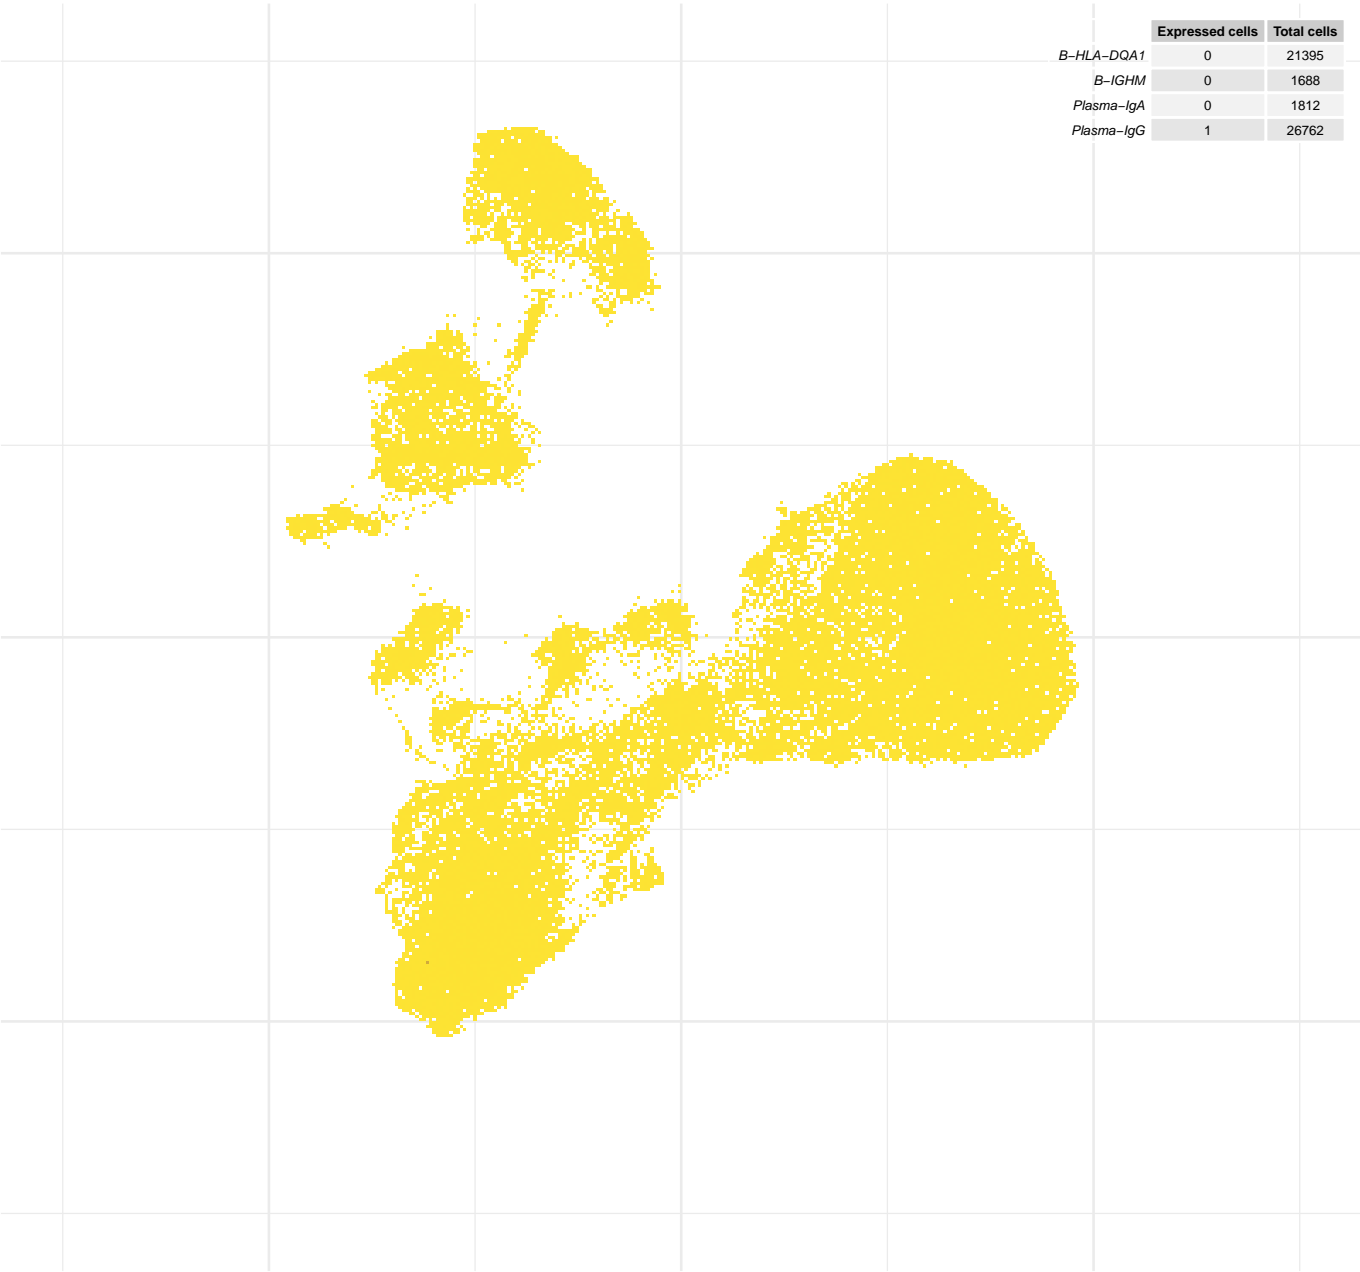 Expressed cells Total cells
B−HLA−DQA1 0 21395
B−IGHM 0 1688
Plasma−IgA 0 1812
Plasma−IgG 1 26762